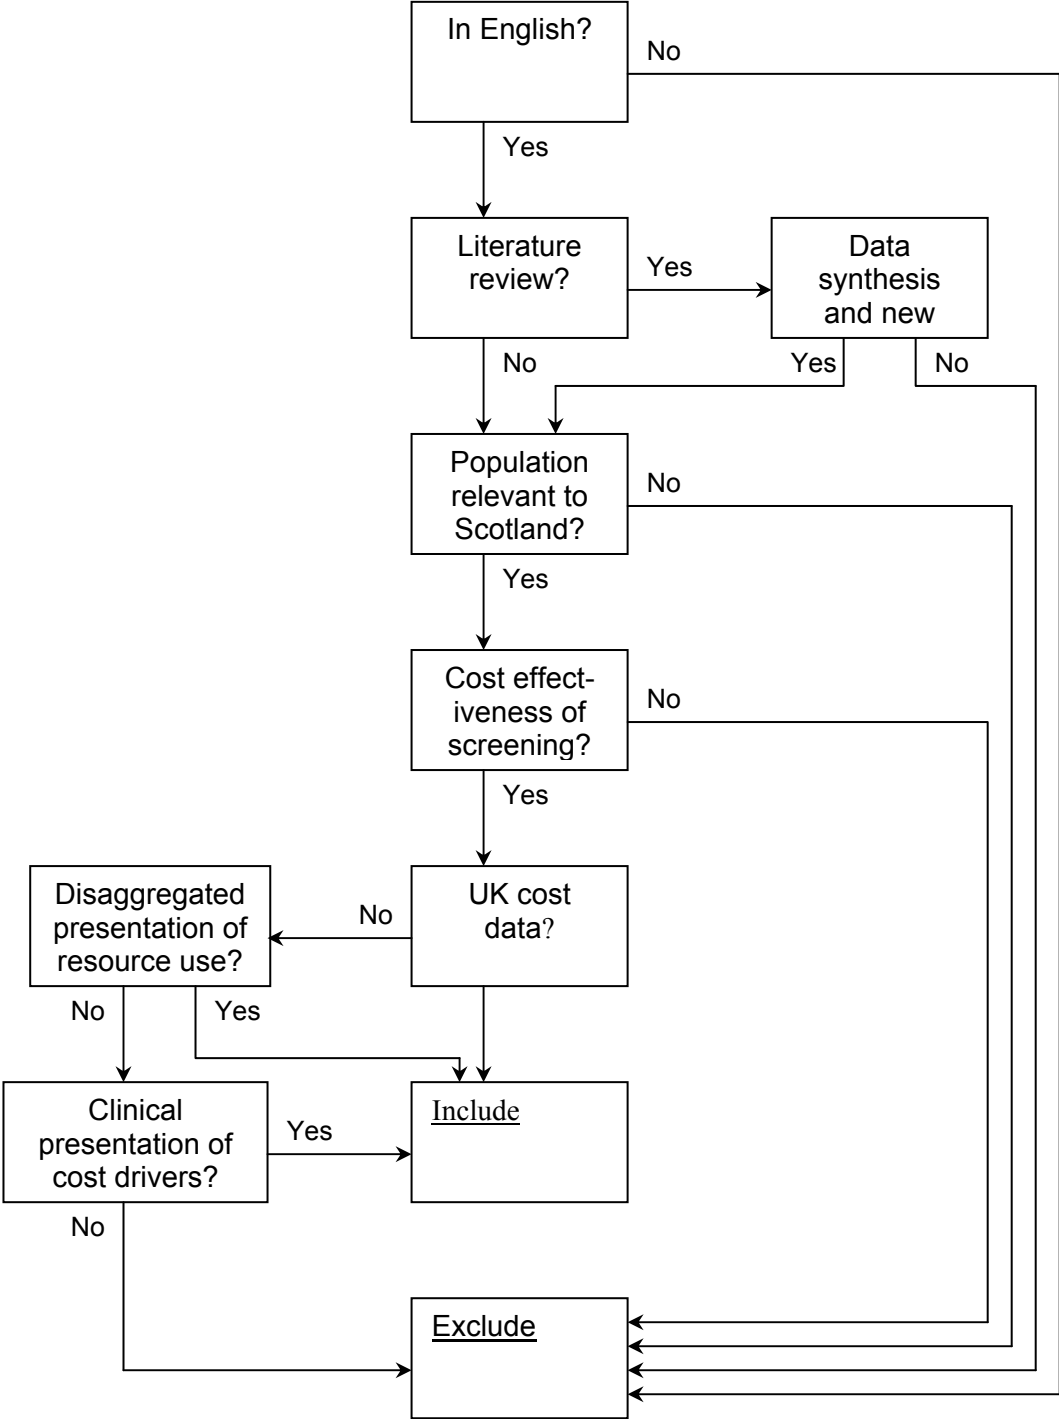 In English?
No
Yes
Literature
review?
Yes
Data
synthesis
and new
No
Yes
No
Population
relevant to
Scotland?
No
Yes
Cost effect-
iveness of
screening?
No
Yes
Disaggregated
presentation of
resource use?
No
UK cost
data?
No
Yes
Clinical
presentation of
cost drivers?
Yes
Include
No
Exclude